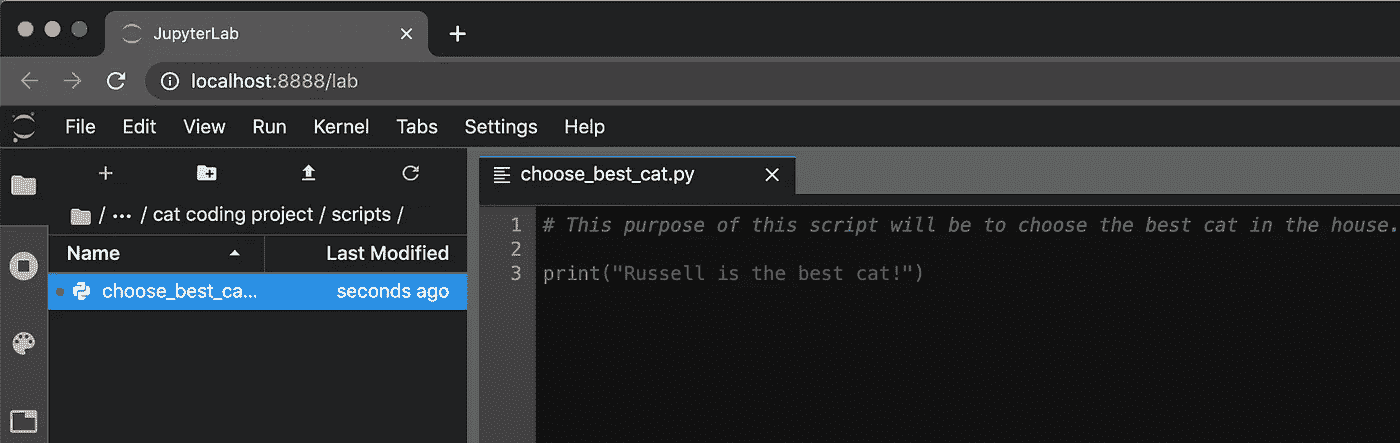 JupyterLab
localhost:8888/lab
File Edit View Run Kernel Tabs Settings Help
/ ... / cat coding project / scripts /
Name Last Modified
choose_best_ca... seconds ago
choose_best_cat.py
1 # This purpose of this script will be to choose the best cat in the house.
2
3 print("Russell is the best cat!")